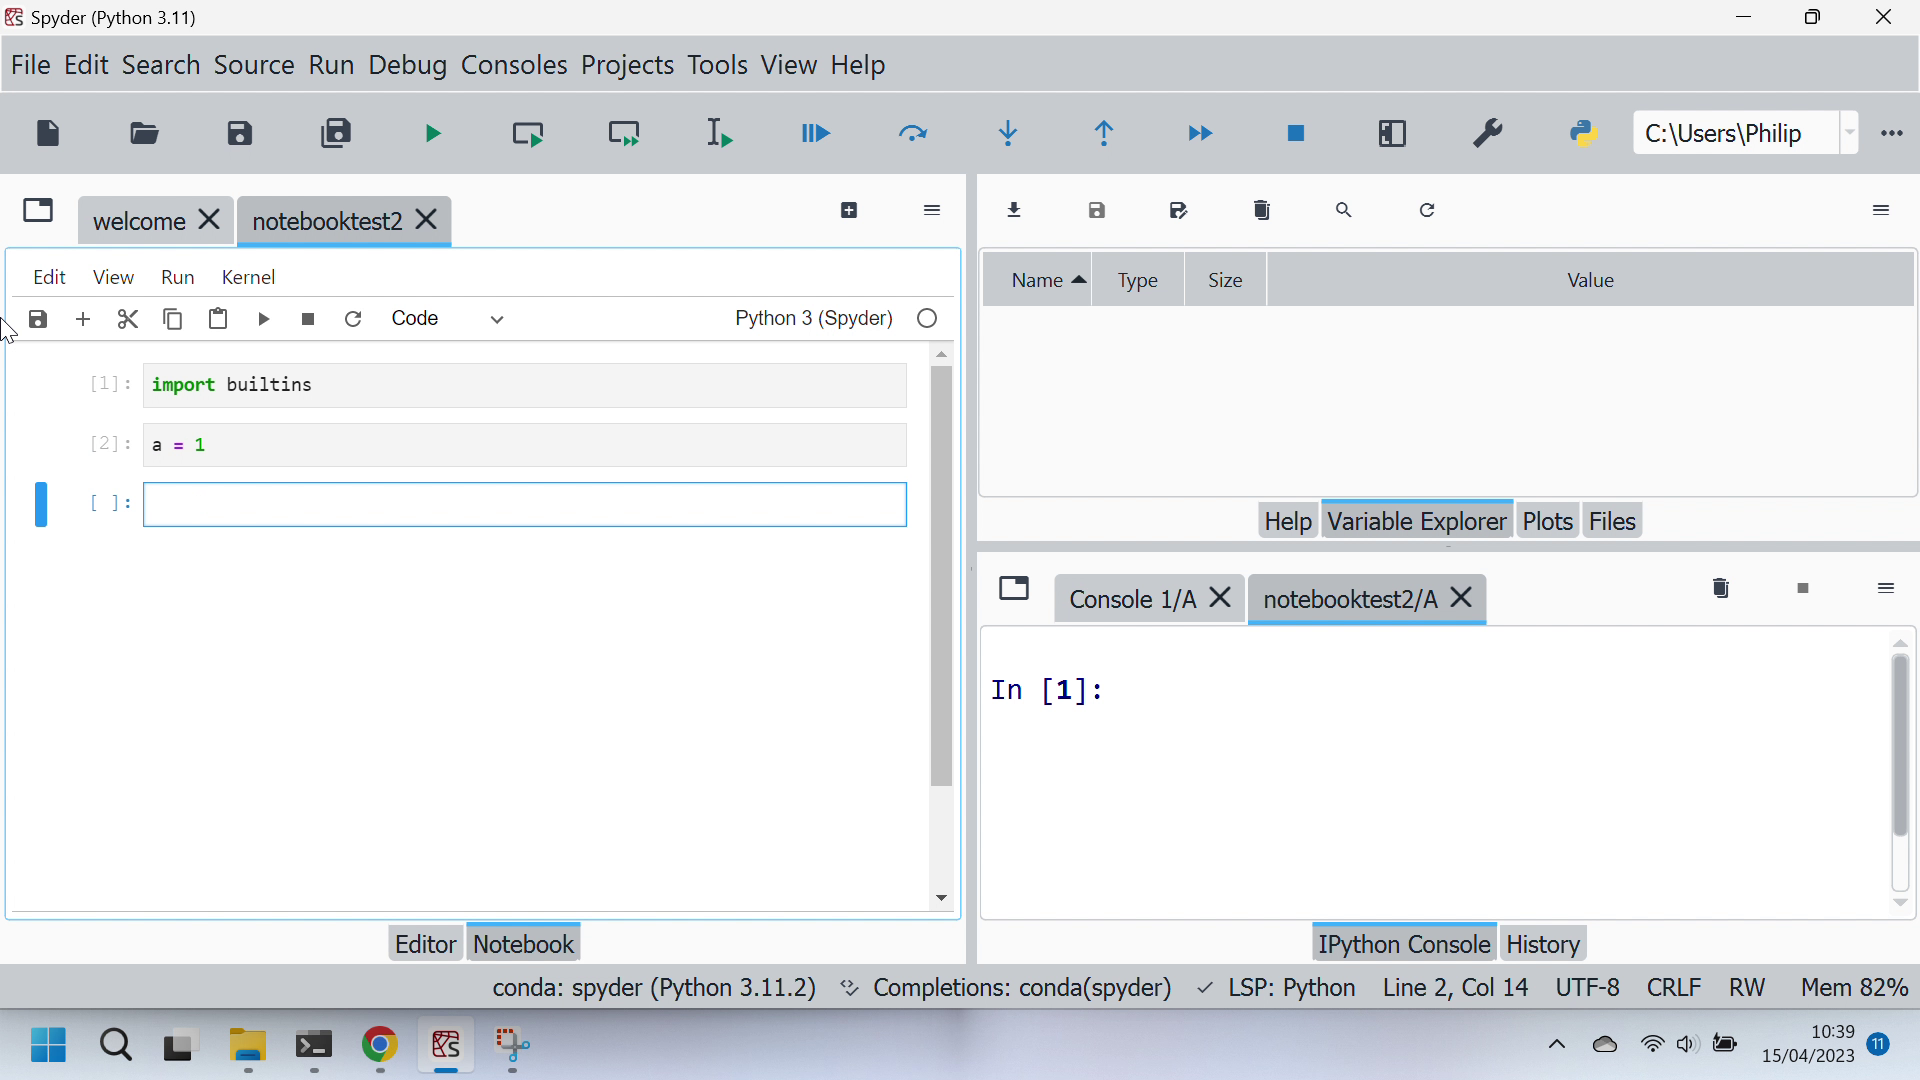 Spyder (Python 3.11)
File Edit Search Source Run Debug Consoles Projects Tools View Help
C:\Users\Philip
welcome notebooktest2
Edit View Run Kernel
Code Python 3 (Spyder)
[1]: import builtins
[2]: a = 1
[ ]:
Editor Notebook
Name Type Size Value
Help Variable Explorer Plots Files
Console 1/A notebooktest2/A
In [1]:
IPython Console History
conda: spyder (Python 3.11.2) Completions: conda(spyder) ✓ LSP: Python Line 2, Col 14 UTF-8 CRLF RW Mem 82%
10:39
15/04/2023 11